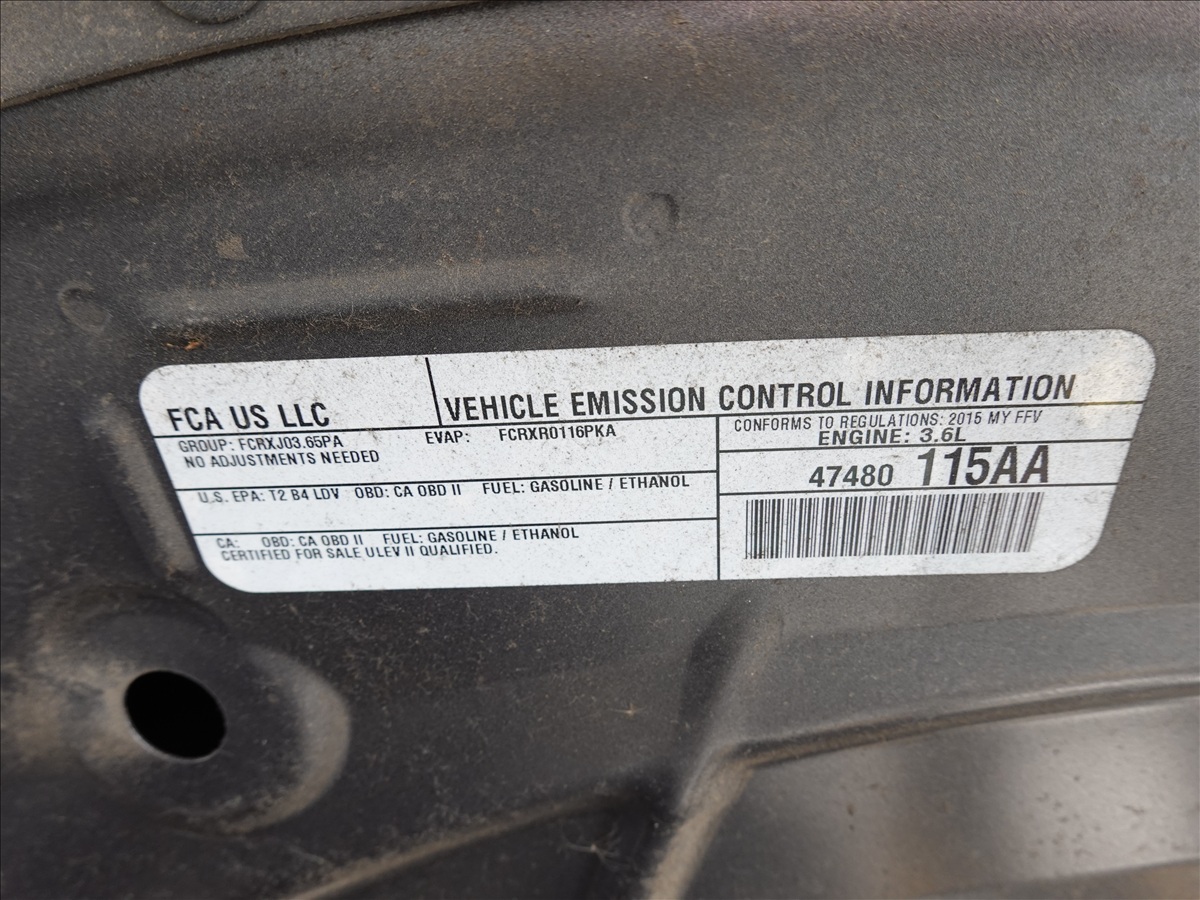 FCA US LLC
VEHICLE EMISSION CONTROL INFORMATION
GROUP: FCRXJ03.65PA EVAP: FCRXR0116PKA
NO ADJUSTMENTS NEEDED
CONFORMS TO REGULATIONS: 2015 MY FFV
ENGINE: 3.6L
U.S. EPA: T2 B4 LDV OBD: CA OBD II FUEL: GASOLINE / ETHANOL
47480 115AA
CA: OBD: CA OBD II FUEL: GASOLINE / ETHANOL
CERTIFIED FOR SALE ULEV II QUALIFIED.